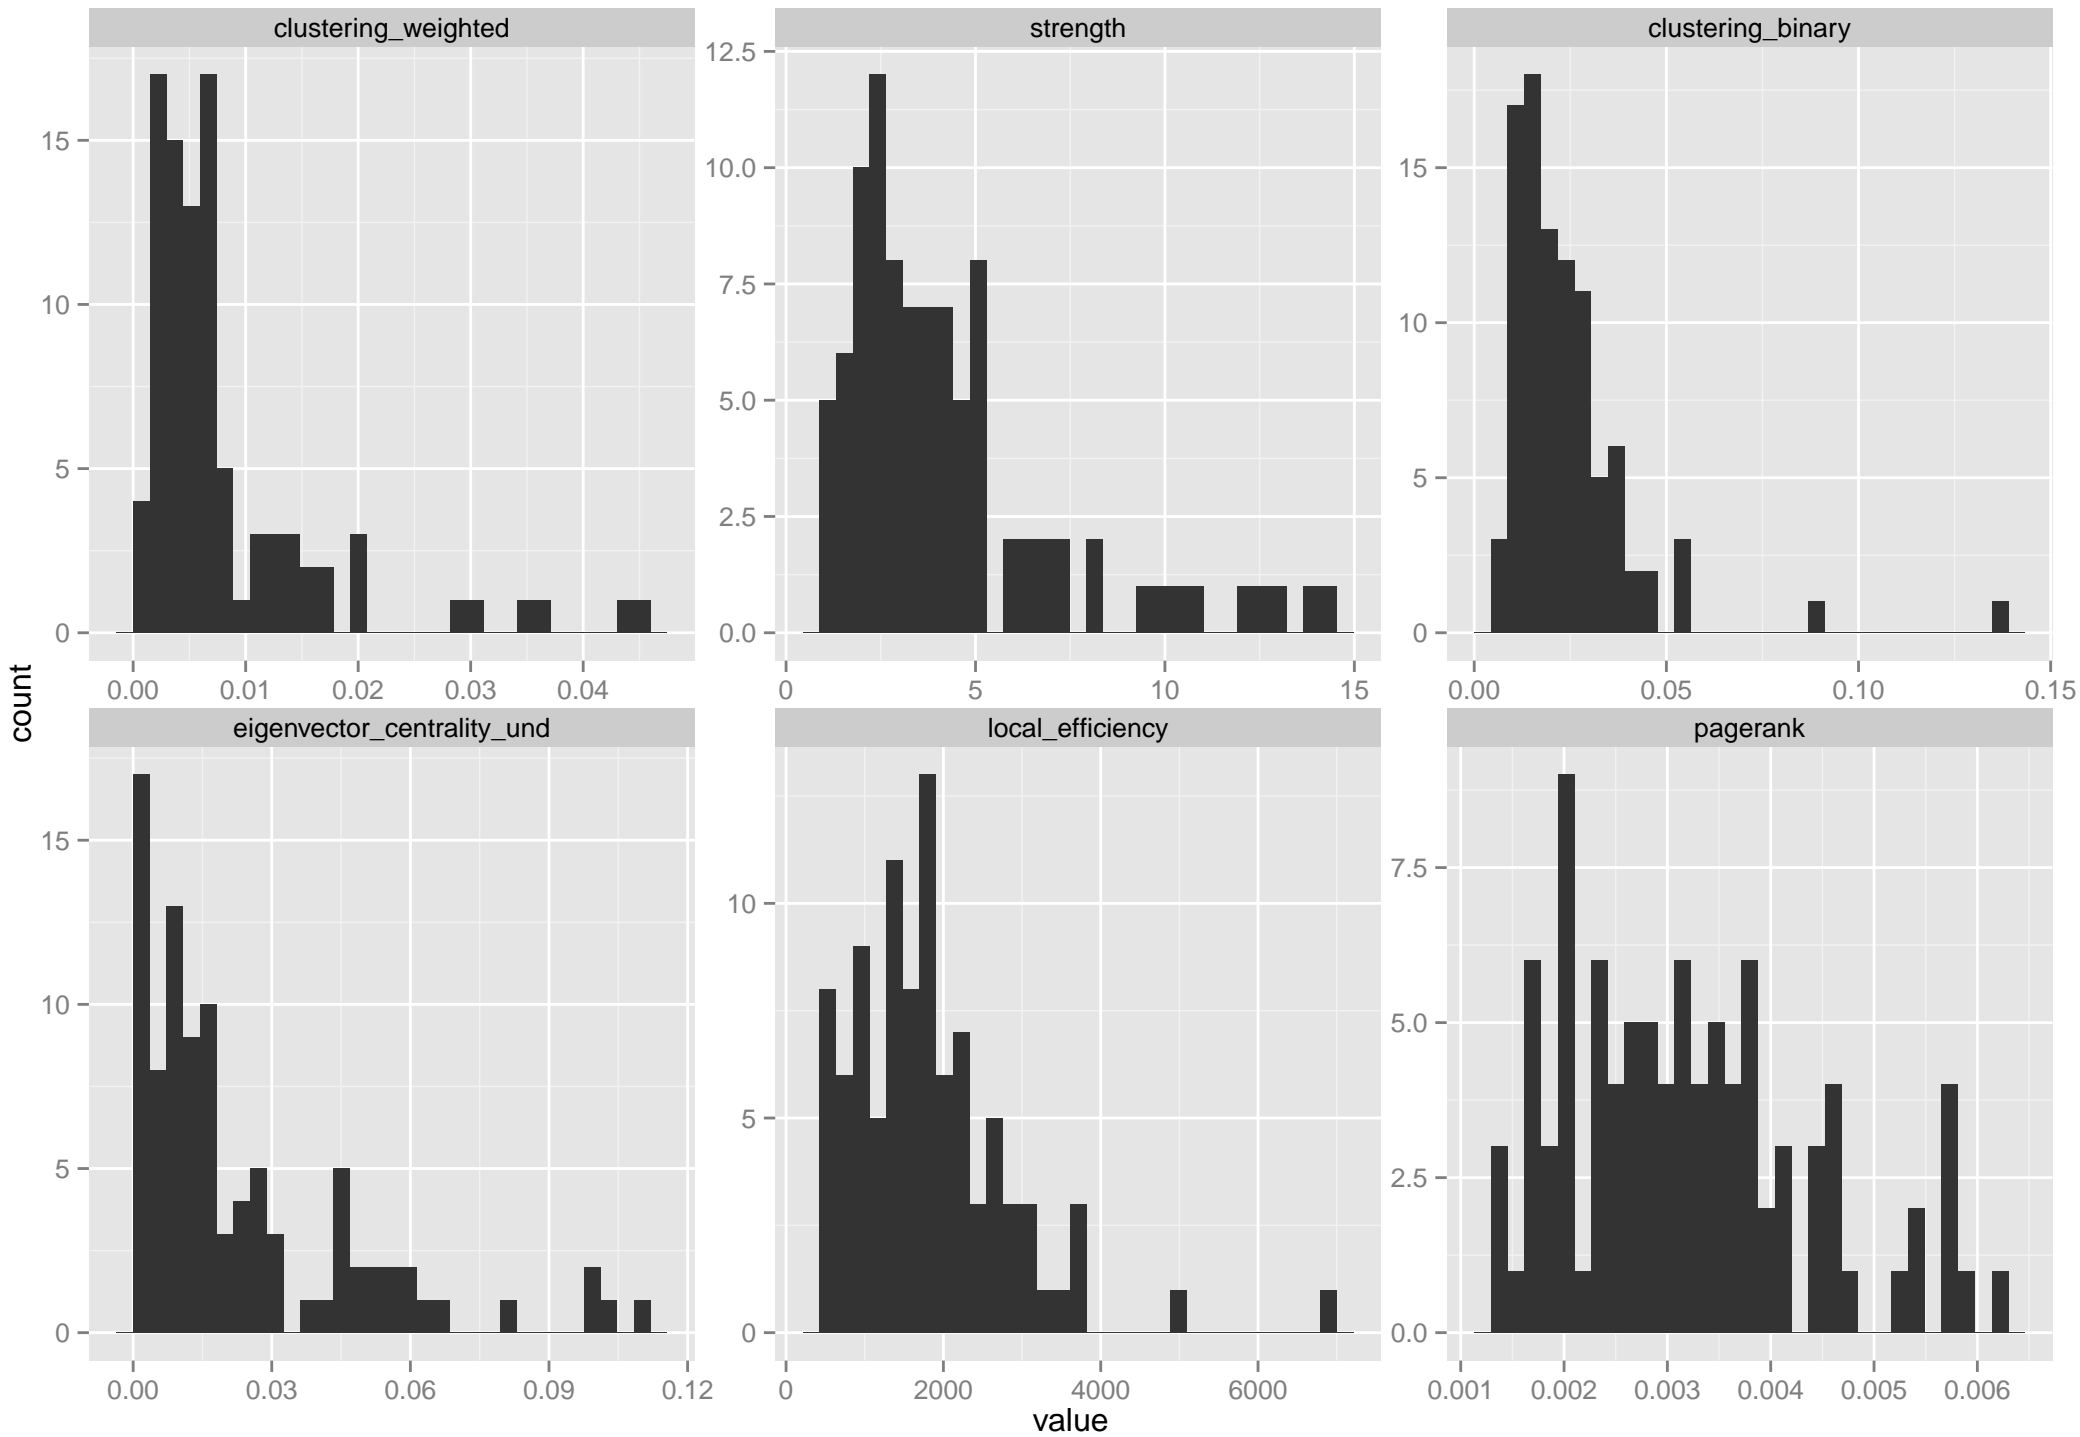 clustering_weighted
strength
clustering_binary
15
10
5
0
12.5
10.0
7.5
5.0
2.5
0.0
15
10
5
0
0.00 0.01 0.02 0.03 0.04
0 5 10 15
0.00 0.05 0.10 0.15
count
eigenvector_centrality_und
local_efficiency
pagerank
15
10
5
0
10
5
0
7.5
5.0
2.5
0.0
0.00 0.03 0.06 0.09 0.12
0 2000 4000 6000
0.001 0.002 0.003 0.004 0.005 0.006
value